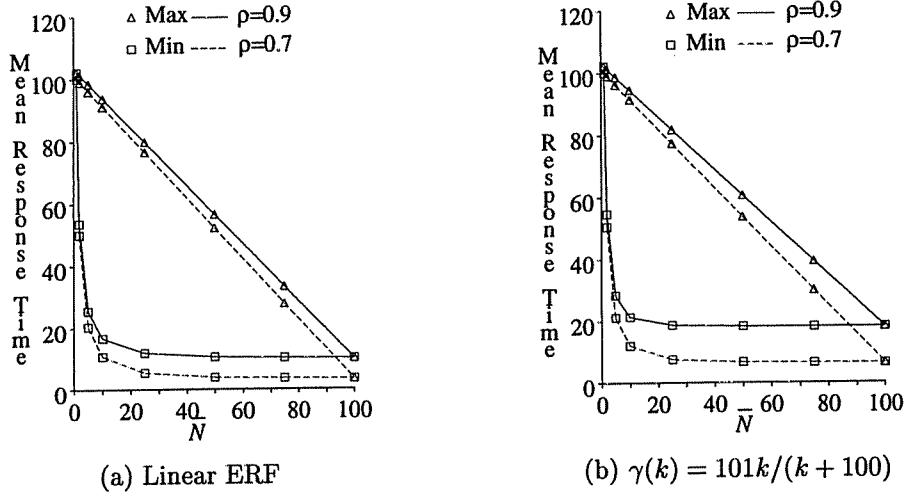 120
100
80
60
40
20
0
Mean Response Time
Max ρ=0.9
Min ρ=0.7
0 20 40 60 80 100
N̅
(a) Linear ERF
120
100
80
60
40
20
0
Mean Response Time
Max ρ=0.9
Min ρ=0.7
0 20 40 60 80 100
N̅
(b) γ(k) = 101k/(k + 100)